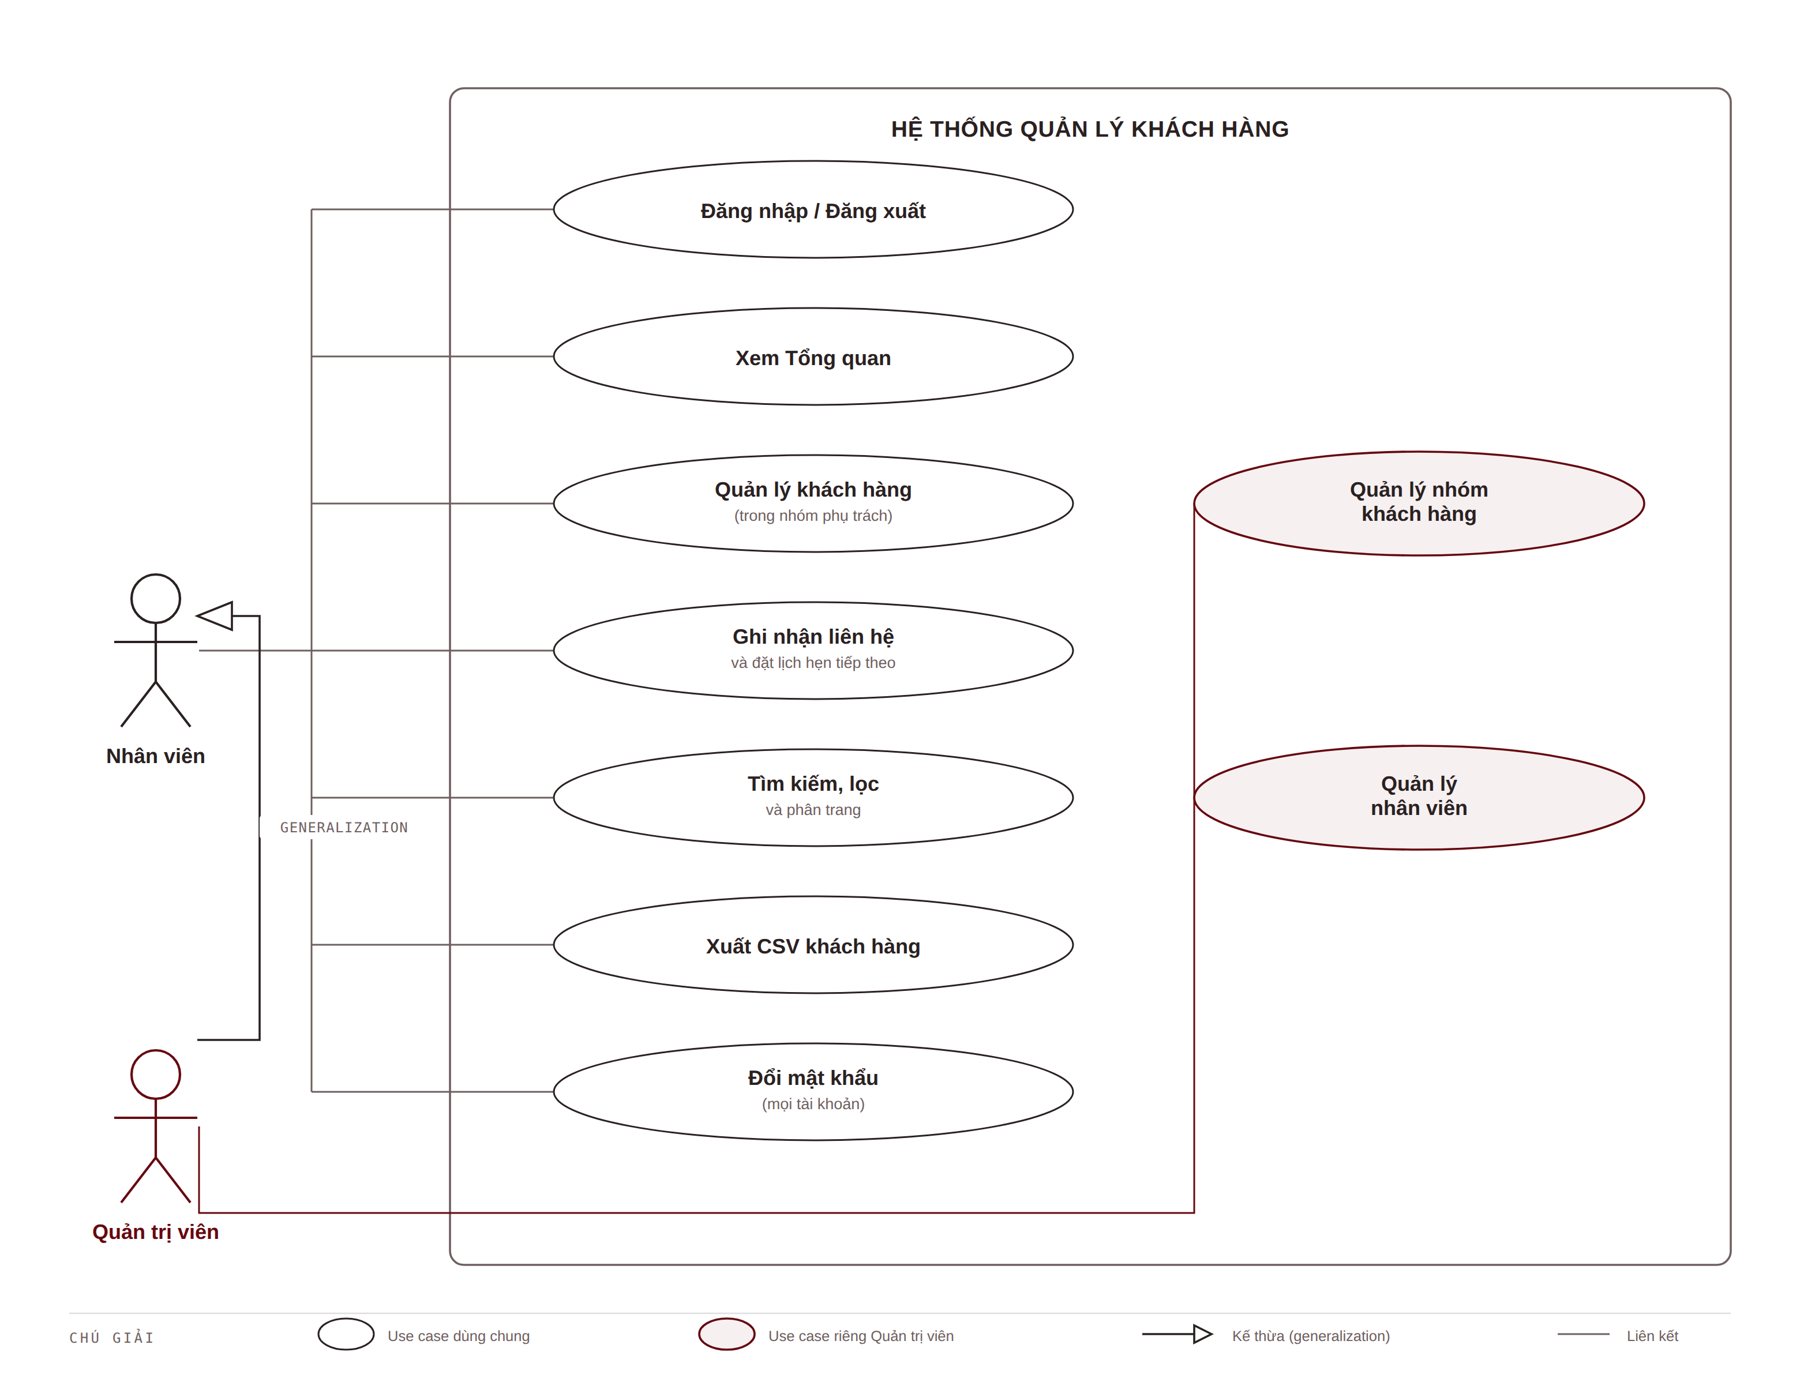 HỆ THỐNG QUẢN LÝ KHÁCH HÀNG
Đăng nhập / Đăng xuất
Xem Tổng quan
Quản lý khách hàng
(trong nhóm phụ trách)
Quản lý nhóm
khách hàng
Ghi nhận liên hệ
và đặt lịch hẹn tiếp theo
Nhân viên
Tìm kiếm, lọc
và phân trang
Quản lý
nhân viên
GENERALIZATION
Xuất CSV khách hàng
Đổi mật khẩu
(mọi tài khoản)
Quản trị viên
CHÚ GIẢI
Use case dùng chung
Use case riêng Quản trị viên
Kế thừa (generalization)
Liên kết